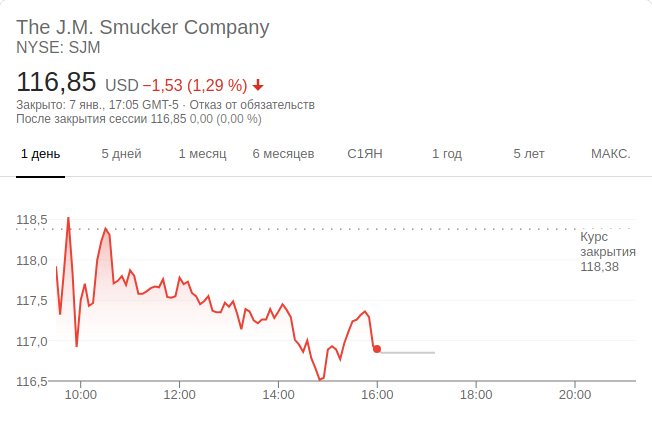 The J.M. Smucker Company
NYSE: SJM
116,85 USD −1,53 (1,29 %)
Закрыто: 7 янв., 17:05 GMT-5 · Отказ от обязательств
После закрытия сессии 116,85 0,00 (0,00 %)
1 день 5 дней 1 месяц 6 месяцев С1ЯН 1 год 5 лет МАКС.
118,5
Курс
закрытия
118,38
118,0
117,5
117,0
116,5
10:00 12:00 14:00 16:00 18:00 20:00